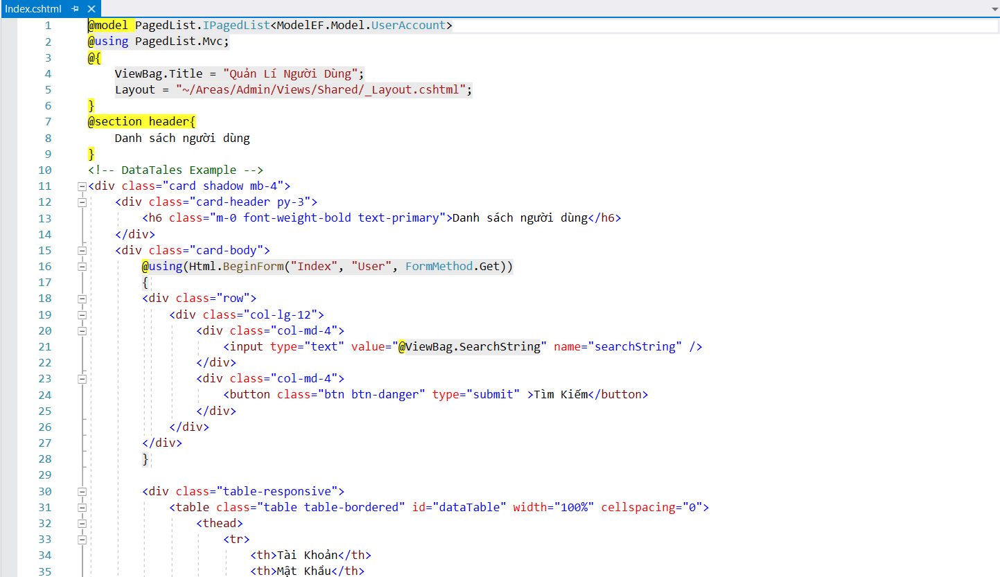 Index.cshtml
1 @model PagedList.IPagedList<ModelEF.Model.UserAccount>
2 @using PagedList.Mvc;
3 @{
4 ViewBag.Title = "Quản Lí Người Dùng";
5 Layout = "~/Areas/Admin/Views/Shared/_Layout.cshtml";
6 }
7 @section header{
8 Danh sách người dùng
9 }
10 <!-- DataTales Example -->
11 <div class="card shadow mb-4">
12 <div class="card-header py-3">
13 <h6 class="m-0 font-weight-bold text-primary">Danh sách người dùng</h6>
14 </div>
15 <div class="card-body">
16 @using(Html.BeginForm("Index", "User", FormMethod.Get))
17 {
18 <div class="row">
19 <div class="col-lg-12">
20 <div class="col-md-4">
21 <input type="text" value="@ViewBag.SearchString" name="searchString" />
22 </div>
23 <div class="col-md-4">
24 <button class="btn btn-danger" type="submit" >Tìm Kiếm</button>
25 </div>
26 </div>
27 </div>
28 }
29
30 <div class="table-responsive">
31 <table class="table table-bordered" id="dataTable" width="100%" cellspacing="0">
32 <thead>
33 <tr>
34 <th>Tài Khoản</th>
35 <th>Mật Khẩu</th>